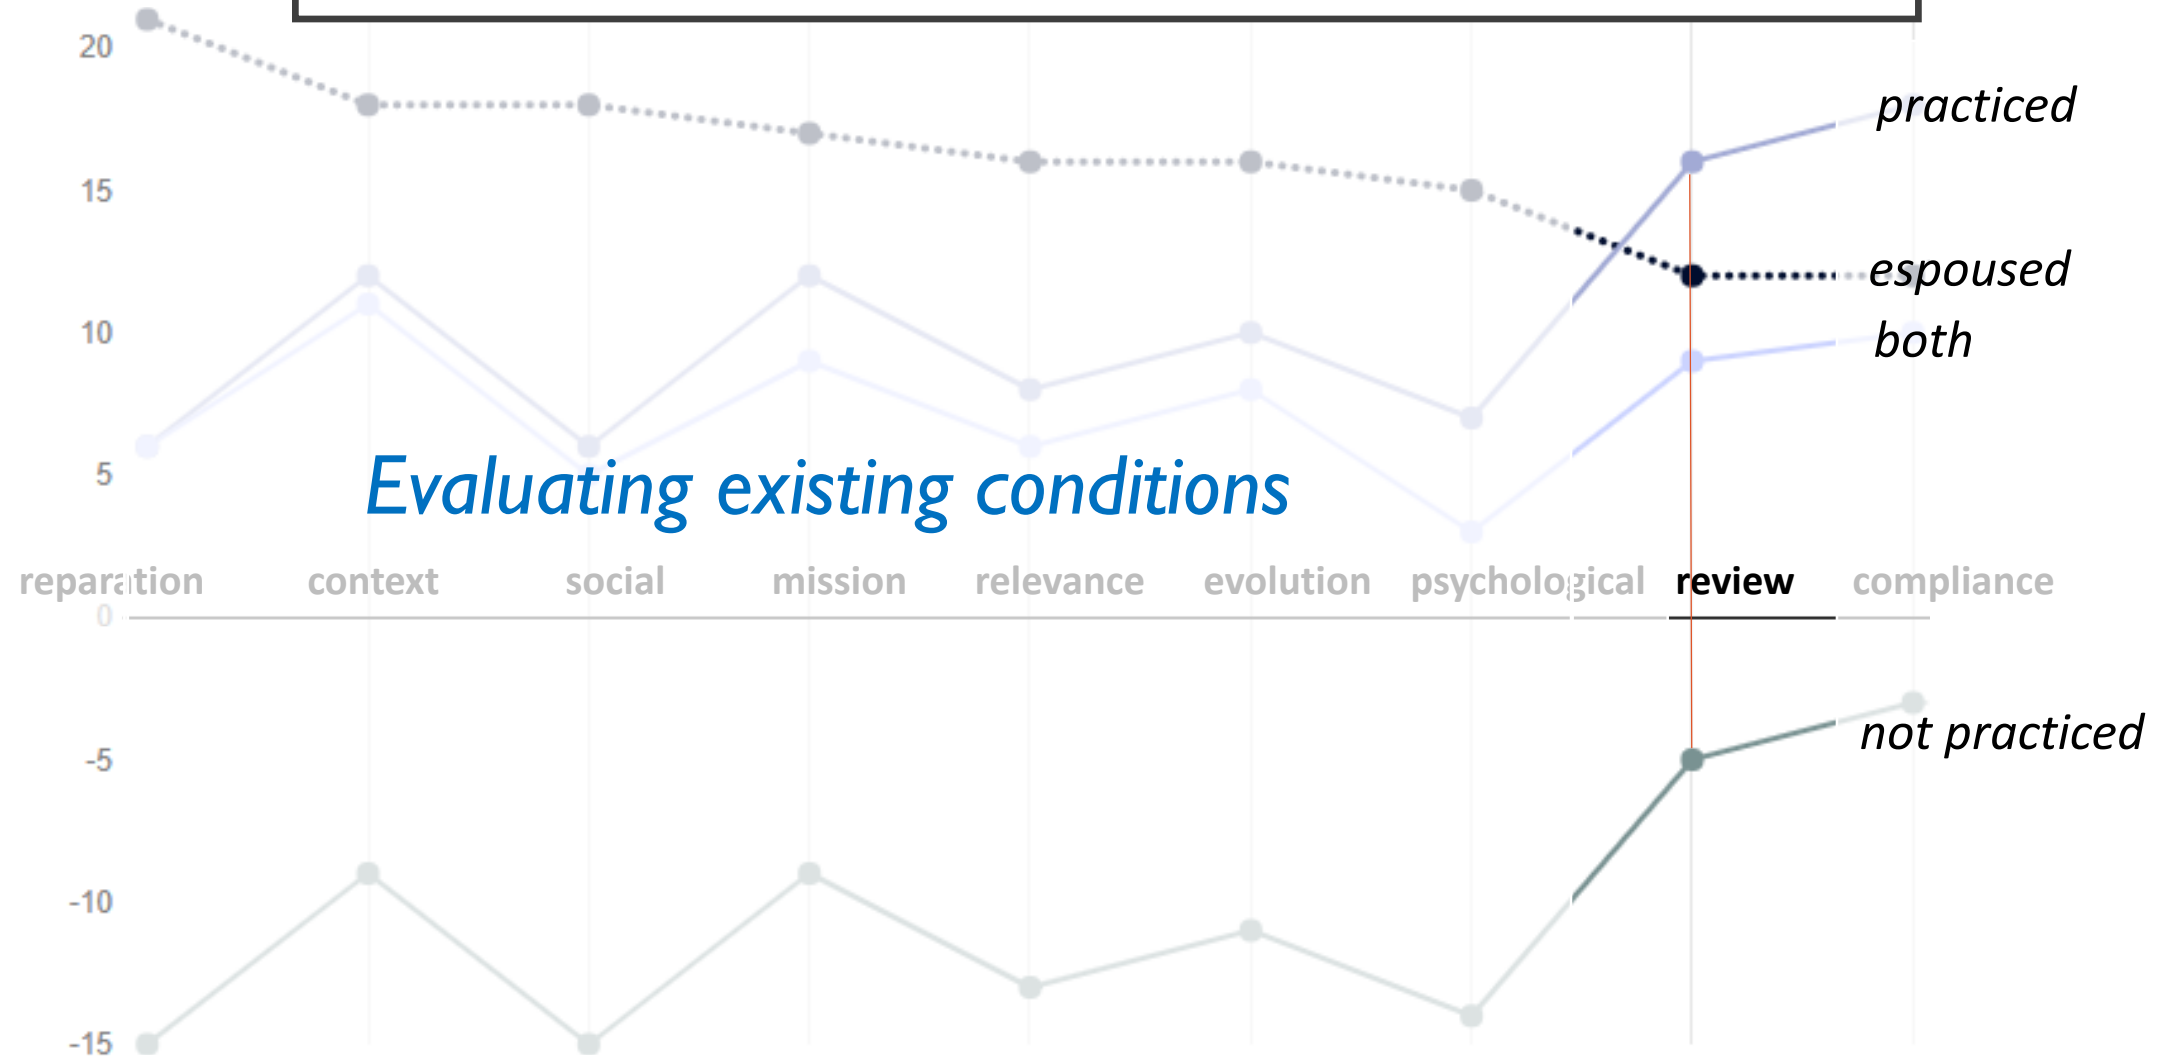 20
practiced
15
espoused
10
both
5
Evaluating existing conditions
reparation context social mission relevance evolution psychological review compliance
0
not practiced
-5
-10
-15